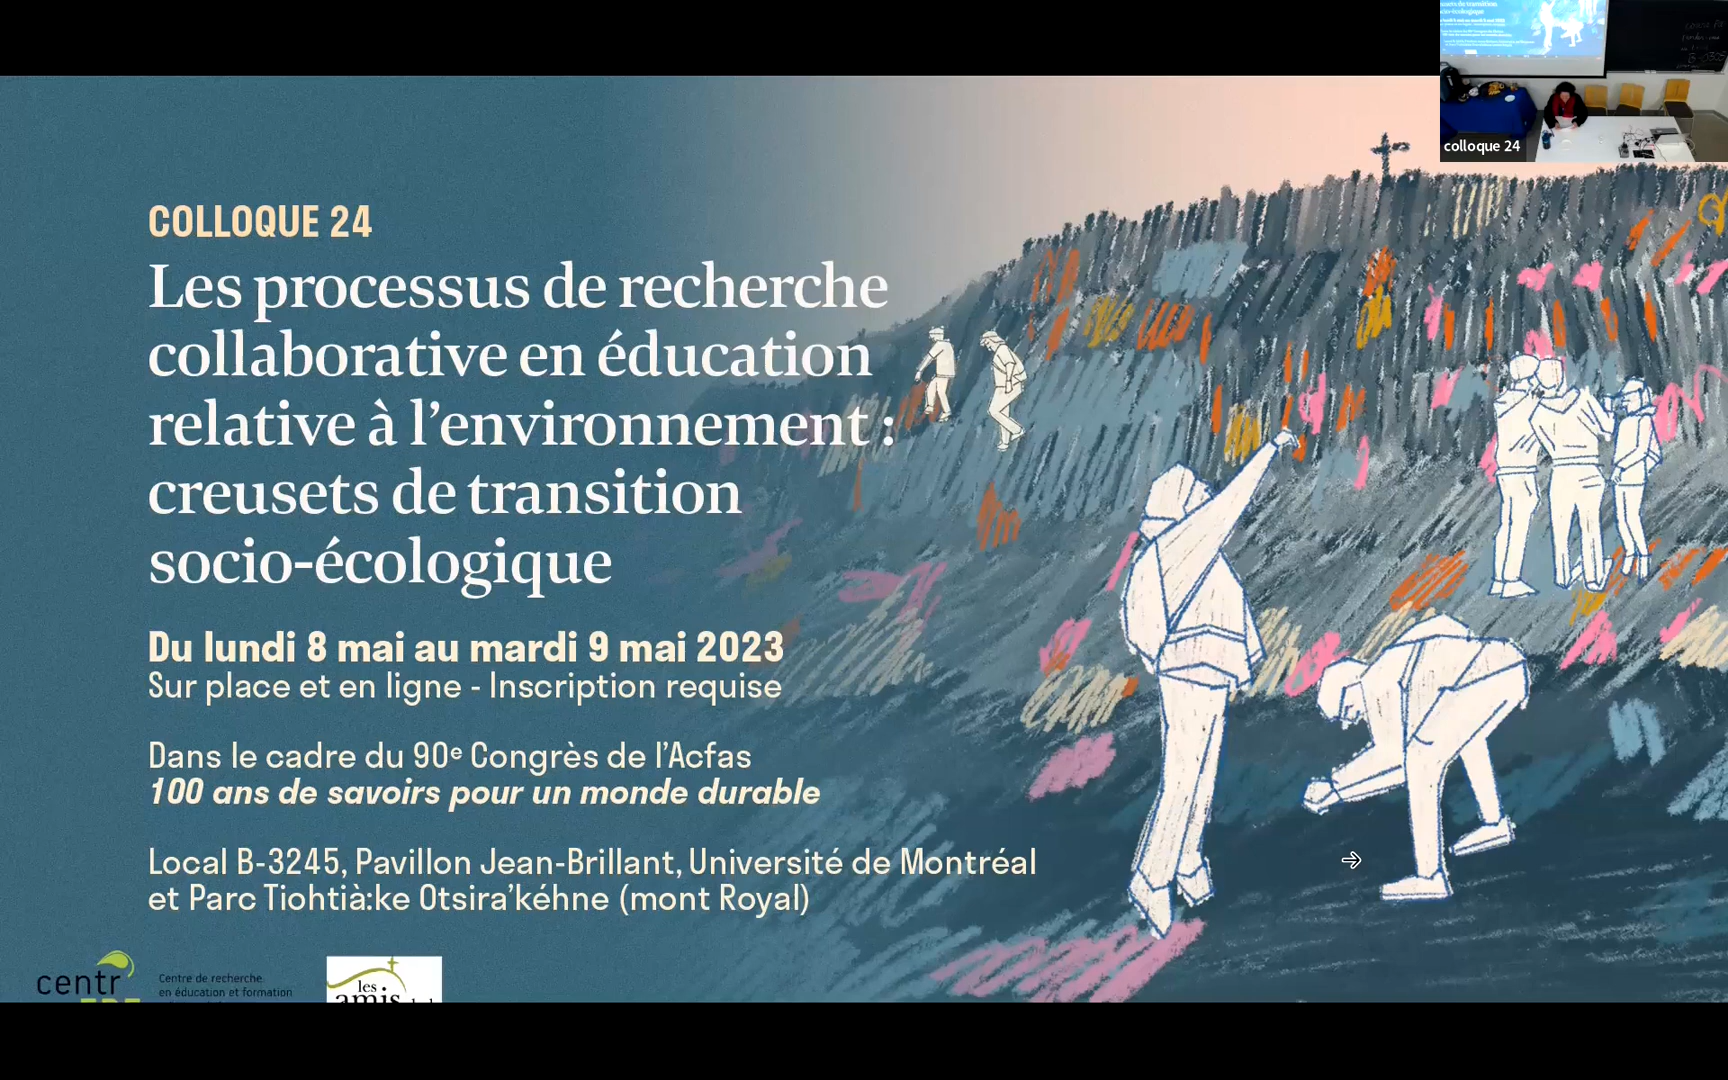 COLLOQUE 24
Les processus de recherche
collaborative en éducation
relative à l’environnement :
creusets de transition
socio-écologique
Du lundi 8 mai au mardi 9 mai 2023
Sur place et en ligne - Inscription requise
Dans le cadre du 90ᵉ Congrès de l’Acfas
100 ans de savoirs pour un monde durable
Local B-3245, Pavillon Jean-Brillant, Université de Montréal
et Parc Tiohtià:ke Otsira’kéhne (mont Royal)
centr
ERE
Centre de recherche
en éducation et formation
les
amis
colloque 24